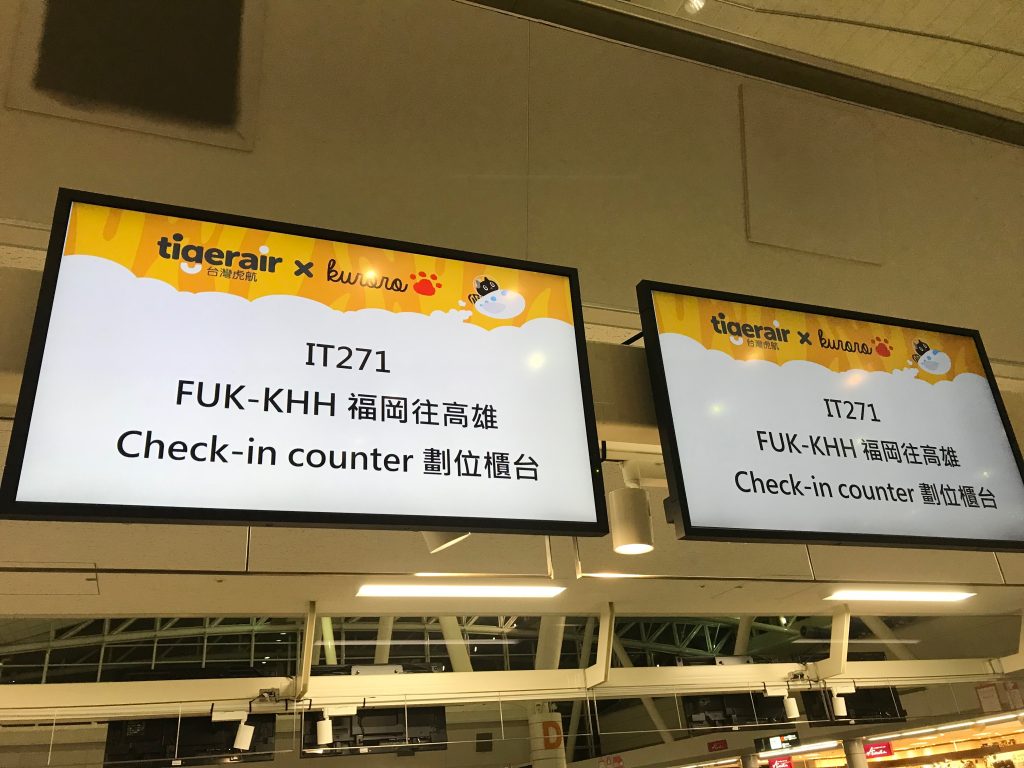 tigerair × kuroro
台灣虎航
IT271
FUK-KHH 福岡往高雄
Check-in counter 劃位櫃台
tigerair × kuroro
台灣虎航
IT271
FUK-KHH 福岡往高雄
Check-in counter 劃位櫃台
D